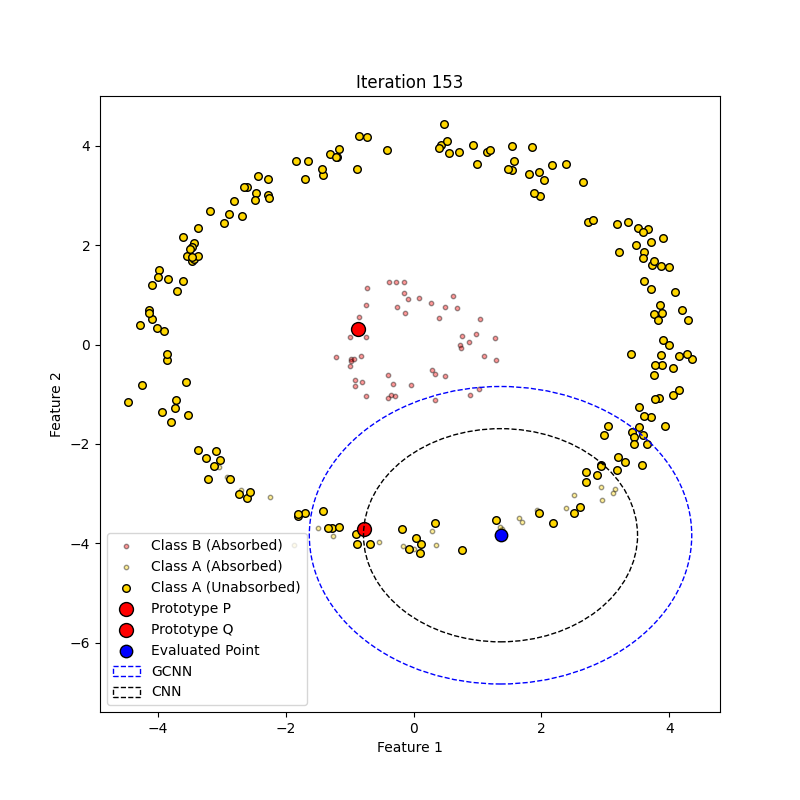 Iteration 153
4
2
0
−2
−4
−6
Feature 2
Class B (Absorbed)
Class A (Absorbed)
Class A (Unabsorbed)
Prototype P
Prototype Q
Evaluated Point
GCNN
CNN
−4 −2 0 2 4
Feature 1